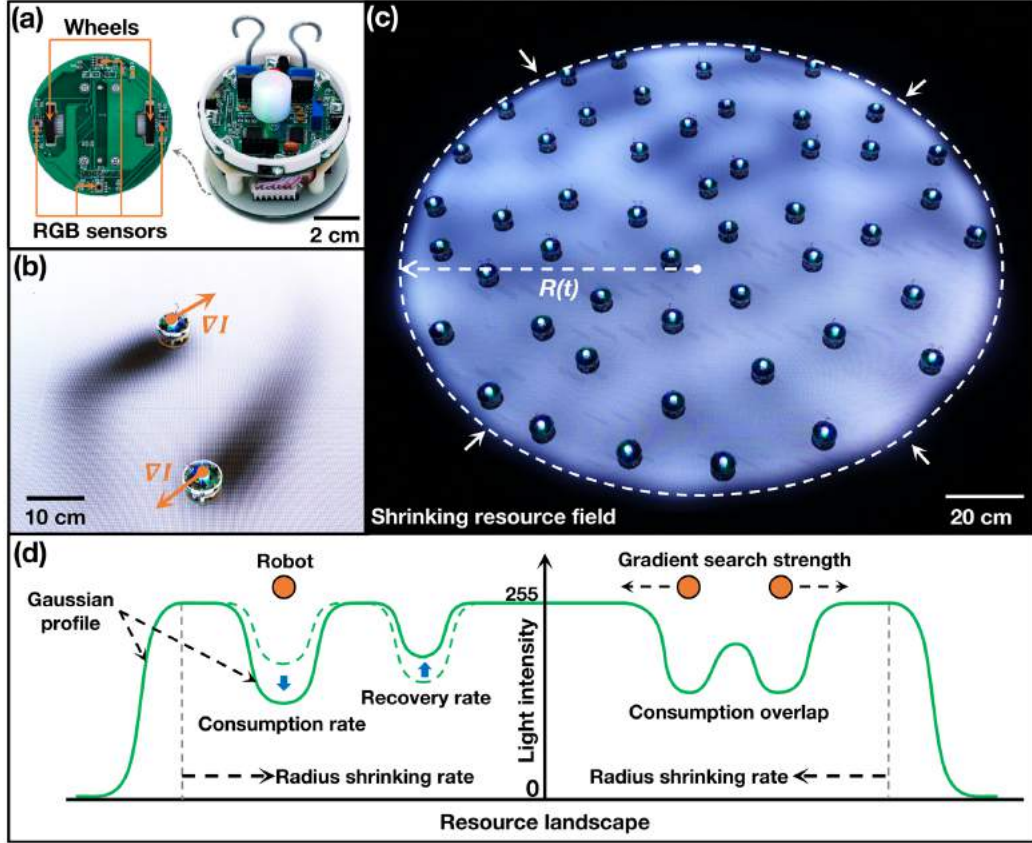 (a)
Wheels
RGB sensors
2 cm
(b)
∇I
∇I
10 cm
(c)
R(t)
Shrinking resource field
20 cm
(d)
Robot
Gaussian
profile
Consumption rate
Recovery rate
Radius shrinking rate
255
Light intensity
0
Gradient search strength
Consumption overlap
Radius shrinking rate
Resource landscape